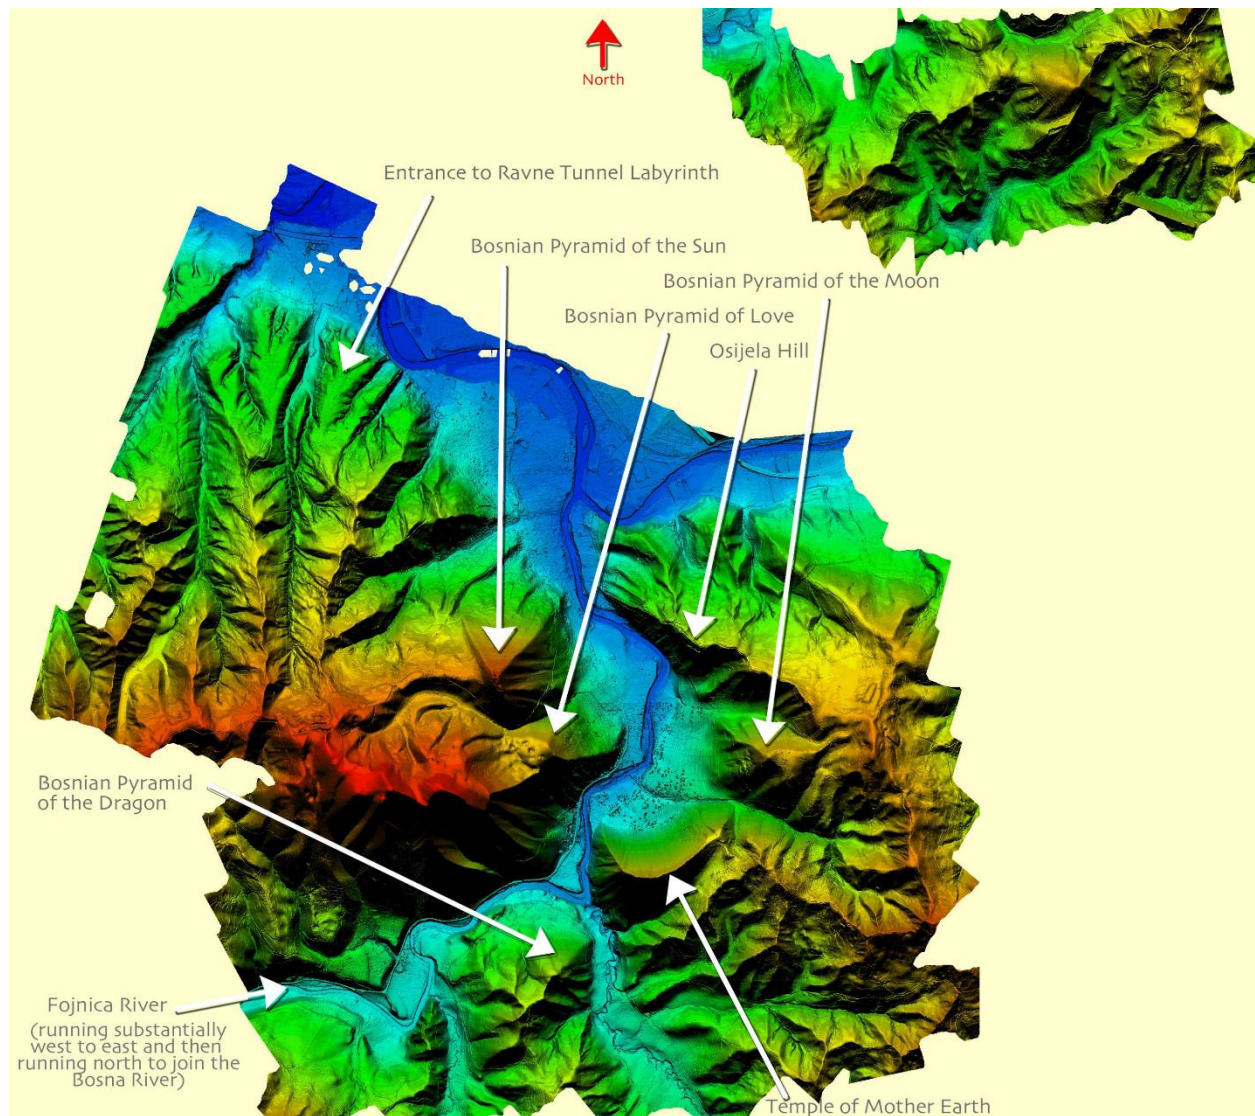 North
Entrance to Ravne Tunnel Labyrinth
Bosnian Pyramid of the Sun
Bosnian Pyramid of the Moon
Bosnian Pyramid of Love
Osijela Hill
Bosnian Pyramid
of the Dragon
Fojnica River
(running substantially
west to east and then
running north to join the
Bosna River)
Temple of Mother Earth